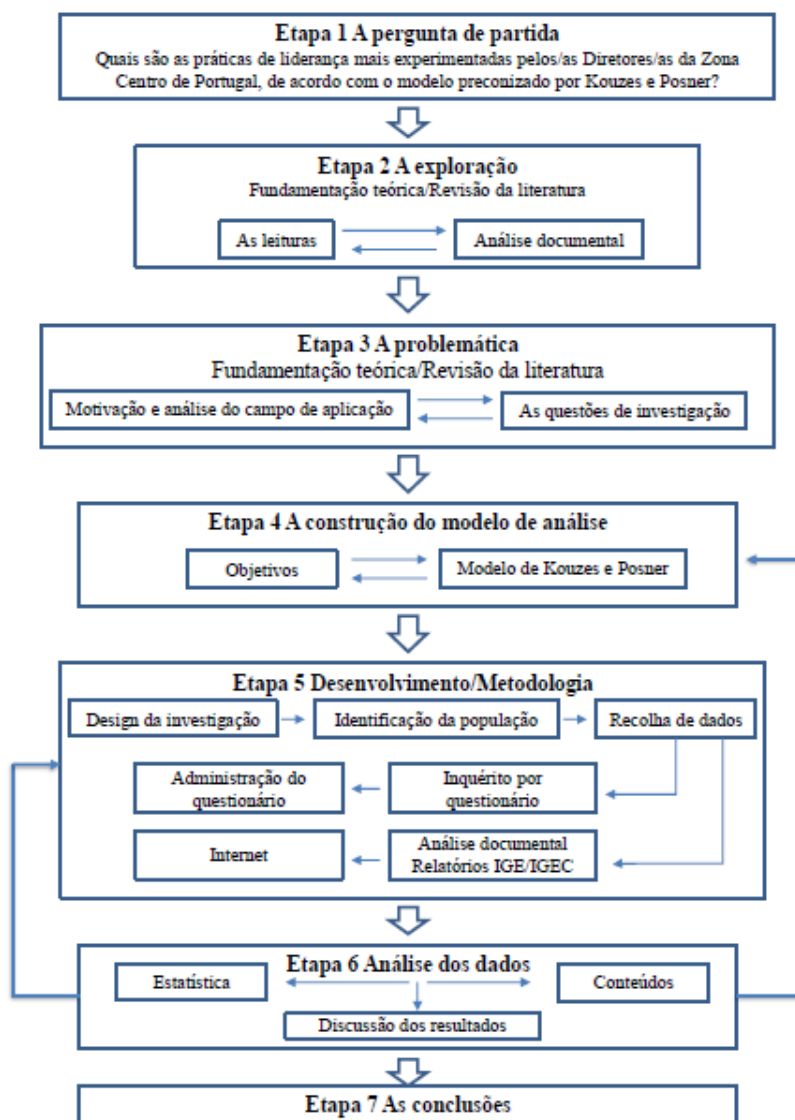 Etapa 1 A pergunta de partida
Quais são as práticas de liderança mais experimentadas pelos/as Diretores/as da Zona
Centro de Portugal, de acordo com o modelo preconizado por Kouzes e Posner?
Etapa 2 A exploração
Fundamentação teórica/Revisão da literatura
As leituras
Análise documental
Etapa 3 A problemática
Fundamentação teórica/Revisão da literatura
Motivação e análise do campo de aplicação
As questões de investigação
Etapa 4 A construção do modelo de análise
Objetivos
Modelo de Kouzes e Posner
Etapa 5 Desenvolvimento/Metodologia
Design da investigação
Identificação da população
Recolha de dados
Administração do
questionário
Inquérito por
questionário
Internet
Análise documental
Relatórios IGE/IGEC
Etapa 6 Análise dos dados
Estatística
Conteúdos
Discussão dos resultados
Etapa 7 As conclusões